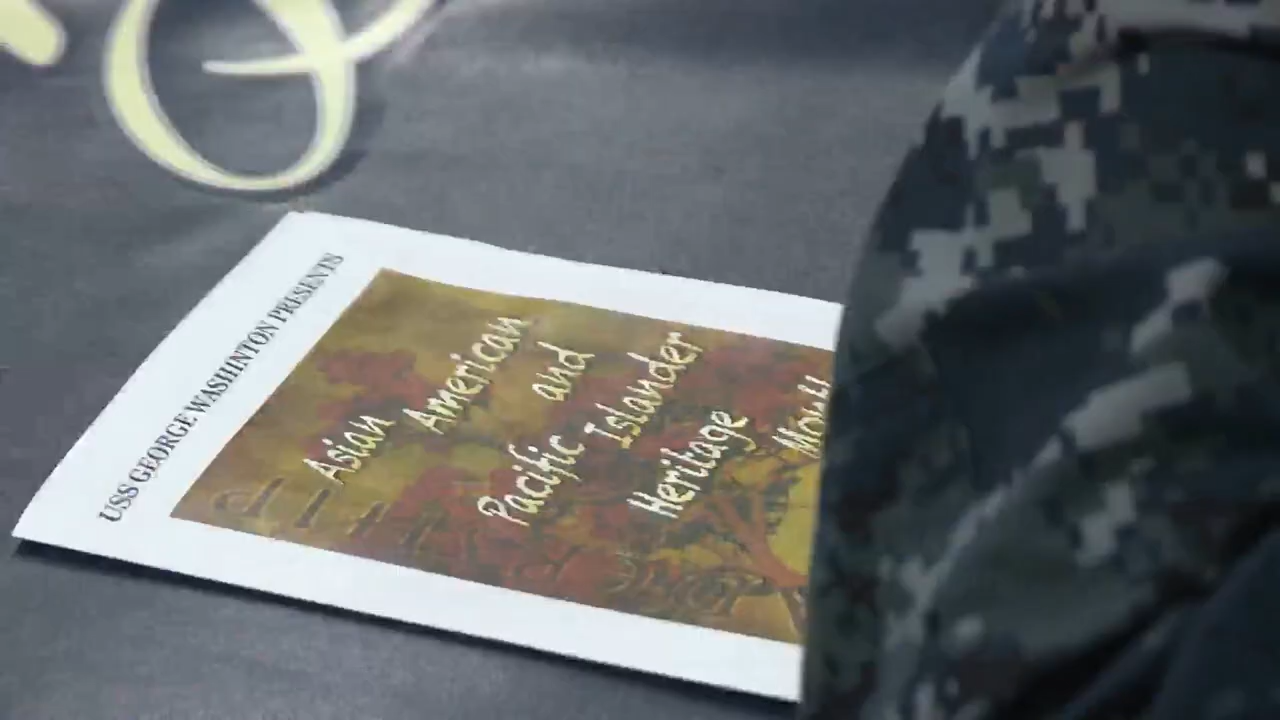 USS GEORGE WASHINTON PRESENTS
Asian American
and
Pacific Islander
Heritage